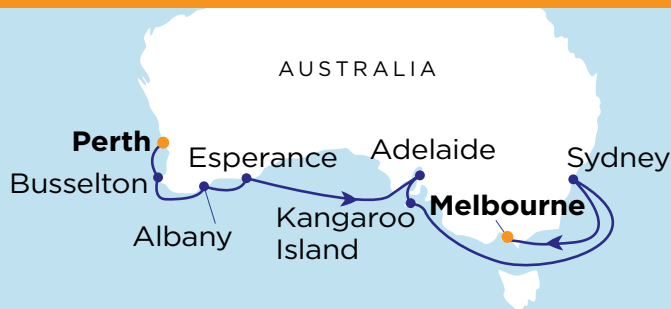 AUSTRALIA
Perth
Busselton
Albany
Esperance
Adelaide
Kangaroo
Island
Melbourne
Sydney